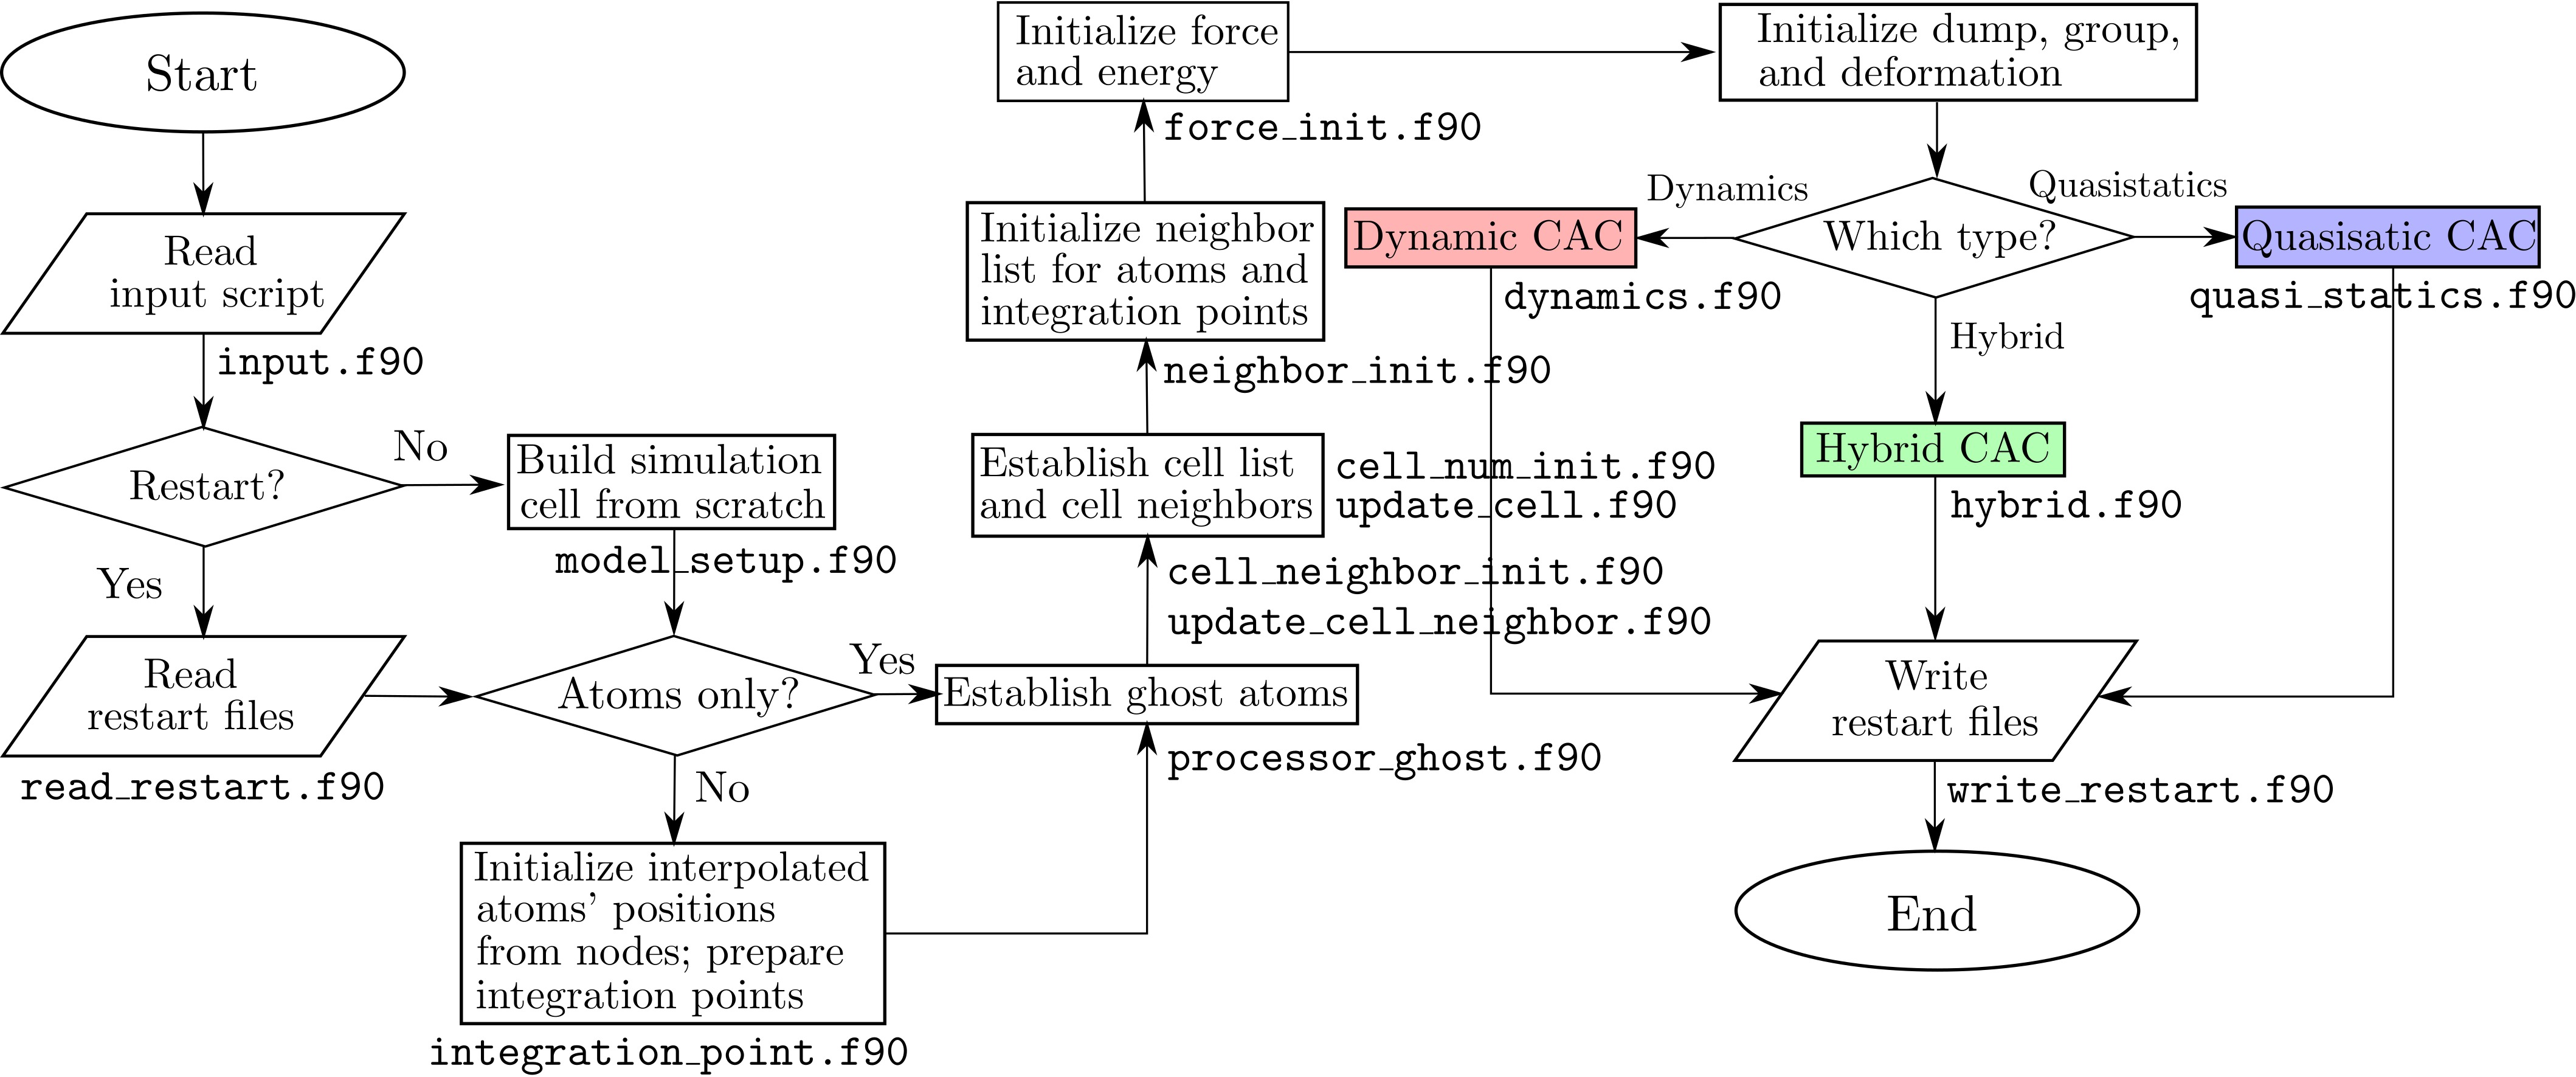 Start
Read
input script
input.f90
Restart?
No
Yes
Read
restart files
read_restart.f90
Build simulation
cell from scratch
model_setup.f90
Atoms only?
Yes
No
Initialize interpolated
atoms' positions
from nodes; prepare
integration points
integration_point.f90
Establish ghost atoms
processor_ghost.f90
Establish cell list
and cell neighbors
cell_num_init.f90
update_cell.f90
cell_neighbor_init.f90
update_cell_neighbor.f90
Initialize neighbor
list for atoms and
integration points
neighbor_init.f90
Initialize force
and energy
force_init.f90
Initialize dump, group,
and deformation
Which type?
Dynamics
Dynamic CAC
dynamics.f90
Quasistatics
Quasisatic CAC
quasi_statics.f90
Hybrid
Hybrid CAC
hybrid.f90
Write
restart files
write_restart.f90
End